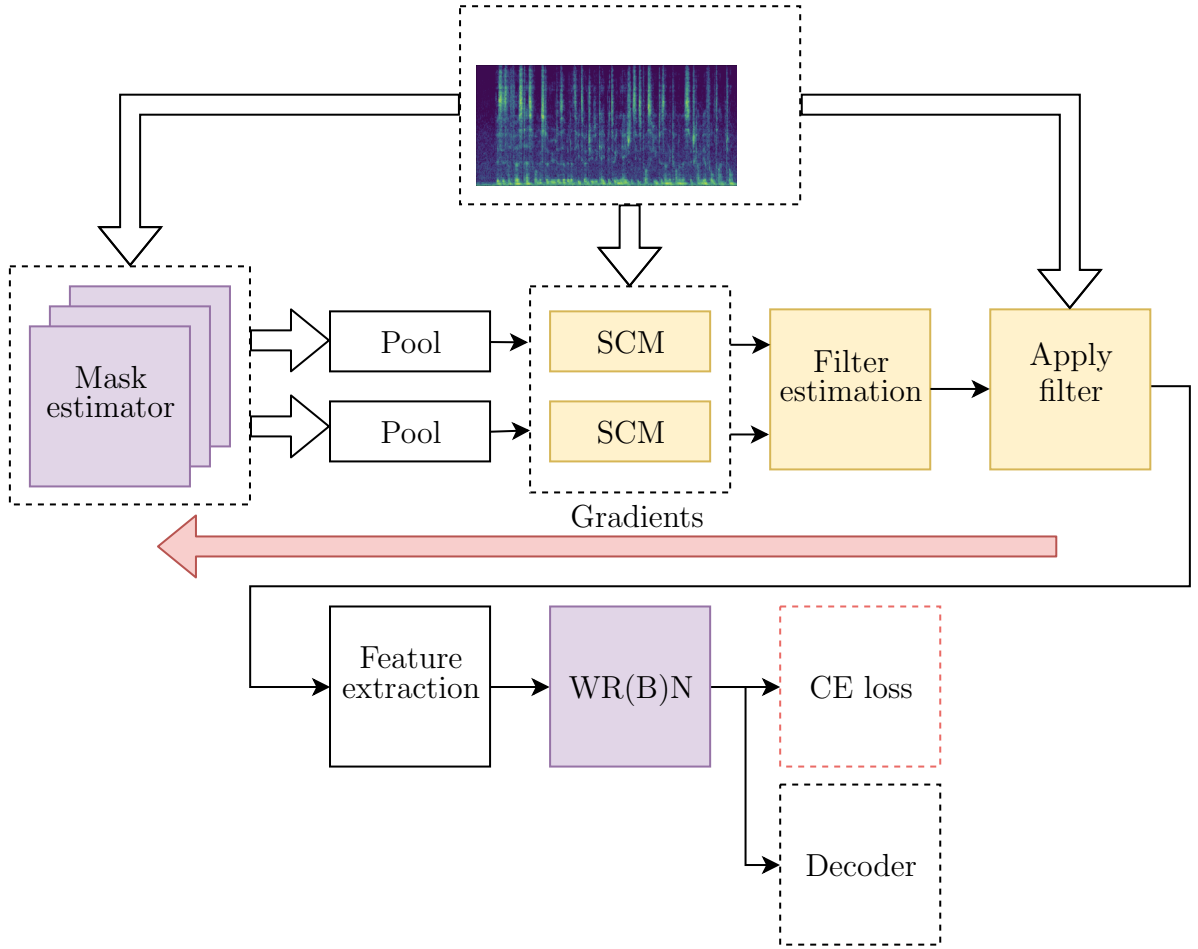 Mask
estimator
Pool
Pool
SCM
SCM
Filter
estimation
Apply
filter
Gradients
Feature
extraction
WR(B)N
CE loss
Decoder